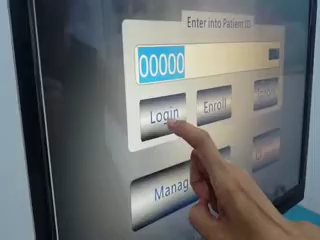 Enter into Patient ID
00000
Login
Enroll
Manag